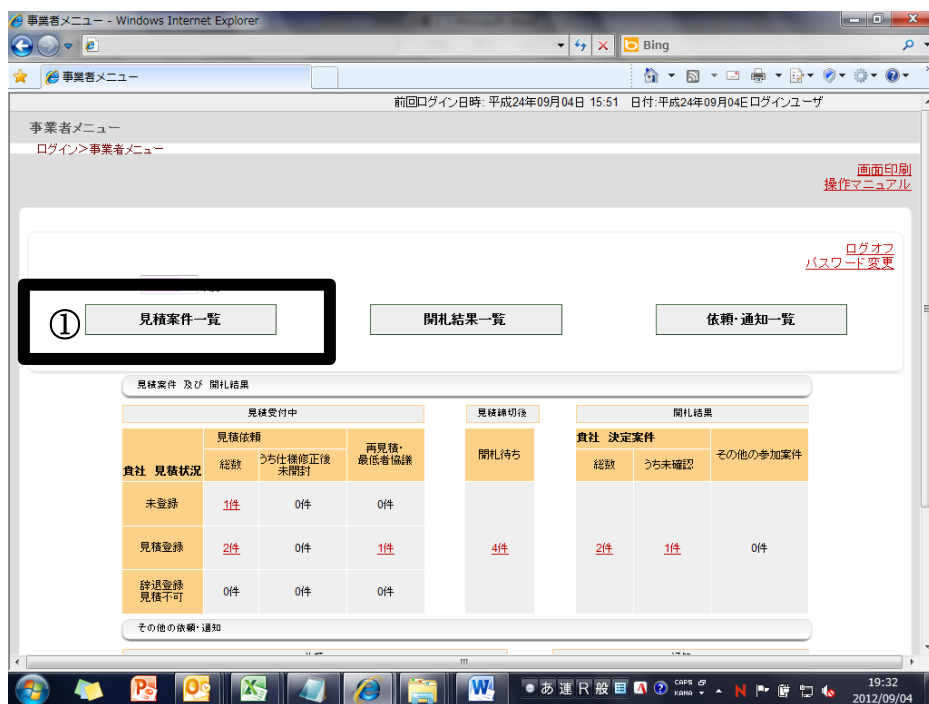 事業者メニュー - Windows Internet Explorer
Bing
事業者メニュー
前回ログイン日時: 平成24年09月04日 15:51 日付:平成24年09月04日ログインユーザ
事業者メニュー
ログイン>事業者メニュー
画面印刷
操作マニュアル
ログオフ
パスワード変更
① 見積案件一覧 開札結果一覧 依頼・通知一覧
見積案件 及び 開札結果
見積受付中 見積締切後 開札結果
貴社 見積状況 見積依頼 再見積・最低者協議 開札待ち 貴社 決定案件 その他の参加案件
総数 うち仕様修正後未開封 総数 うち未確認
未登録 1件 0件 0件
見積登録 2件 0件 1件 4件 2件 1件 0件
辞退登録
見積不可 0件 0件 0件
その他の依頼・通知
あ 連 R 般 CAPS KANA
19:32
2012/09/04